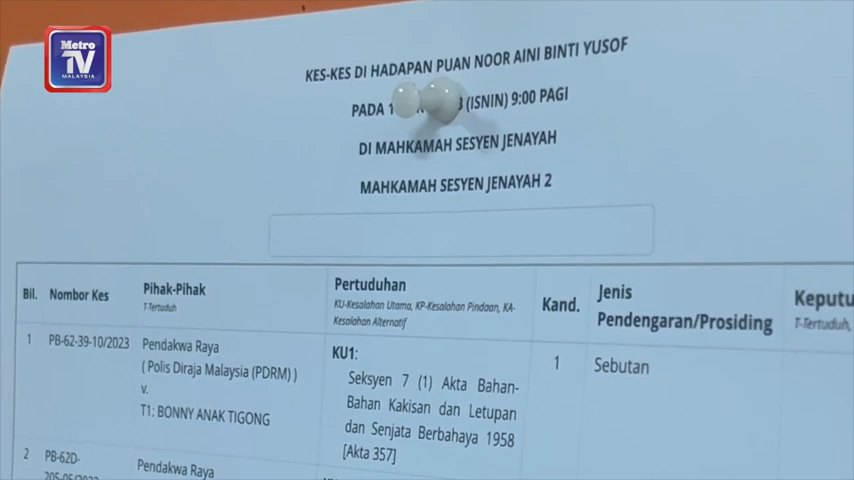 Metro
TV
MALAYSIA
KES-KES DI HADAPAN PUAN NOOR AINI BINTI YUSOF
PADA 1 (ISNIN) 9:00 PAGI
DI MAHKAMAH SESYEN JENAYAH
MAHKAMAH SESYEN JENAYAH 2
Bil.
Nombor Kes
Pihak-Pihak
T-Tertuduh
Pertuduhan
KU-Kesalahan Utama, KP-Kesalahan Pindaan, KA-
Kesalahan Alternatif
Kand.
Jenis
Pendengaran/Prosiding
Keputu
T-Tertuduh,
1
PB-62-39-10/2023
Pendakwa Raya
( Polis Diraja Malaysia (PDRM) )
v.
T1: BONNY ANAK TIGONG
KU1:
Seksyen 7 (1) Akta Bahan-
Bahan Kakisan dan Letupan
dan Senjata Berbahaya 1958
[Akta 357]
1
Sebutan
2
PB-62D-
Pendakwa Raya